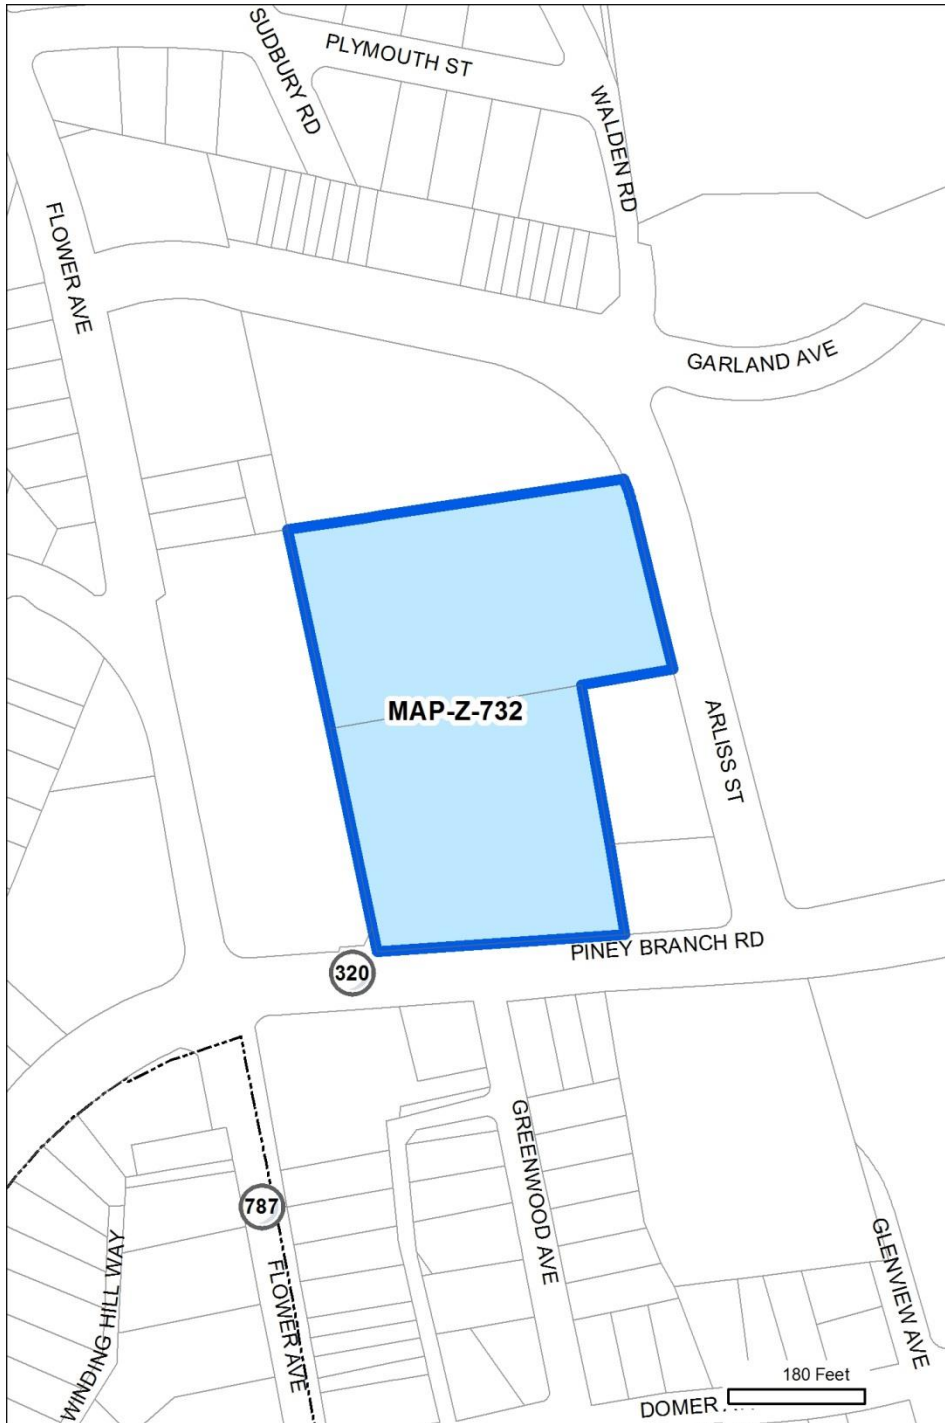 SUDBURY RD
PLYMOUTH ST
WALDEN RD
FLOWER AVE
GARLAND AVE
MAP-Z-732
ARLISS ST
PINEY BRANCH RD
320
GREENWOOD AVE
787
FLOWER AVE
WINDING HILL WAY
GLENVIEW AVE
180 Feet
DOMER